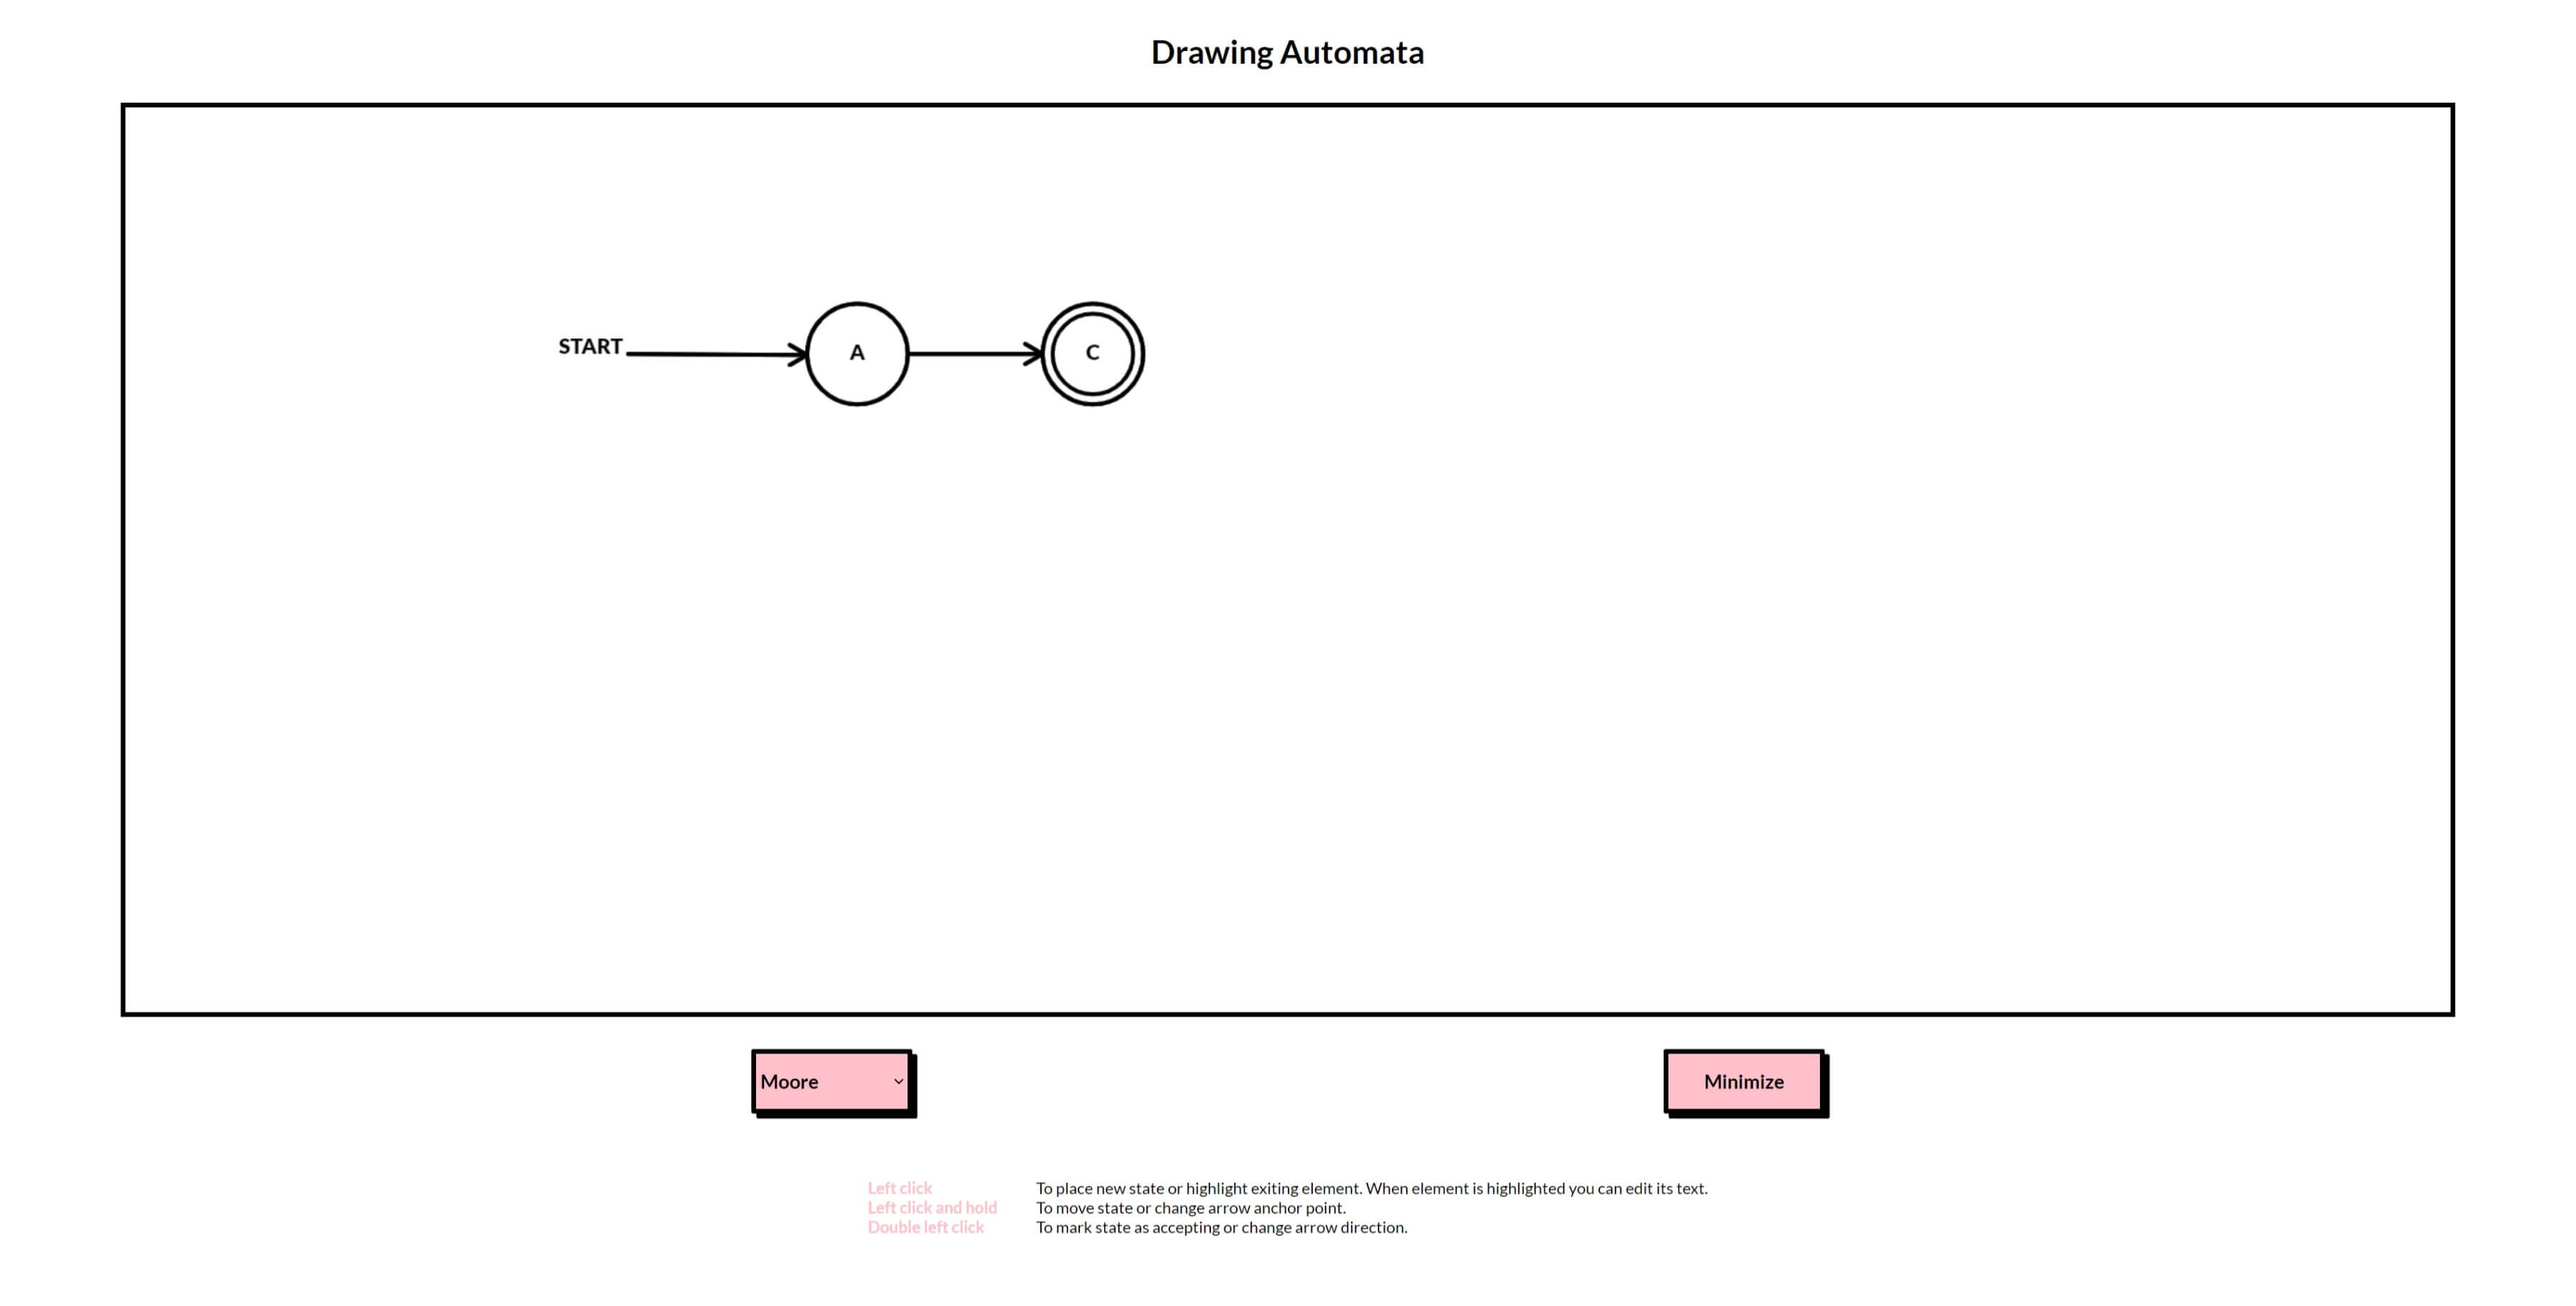 Drawing Automata
START
A
C
Moore
Minimize
Left click To place new state or highlight exiting element. When element is highlighted you can edit its text.
Left click and hold To move state or change arrow anchor point.
Double left click To mark state as accepting or change arrow direction.